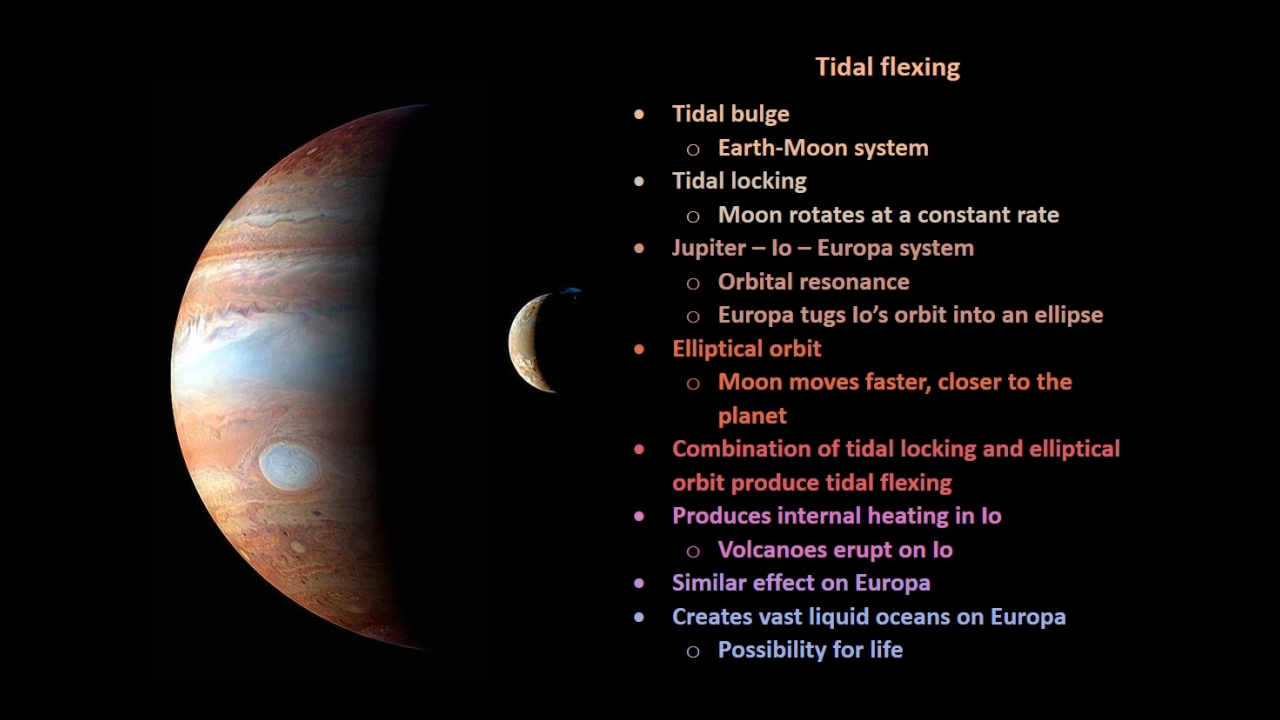 Tidal flexing
• Tidal bulge
o Earth-Moon system
• Tidal locking
o Moon rotates at a constant rate
• Jupiter – Io – Europa system
o Orbital resonance
o Europa tugs Io’s orbit into an ellipse
• Elliptical orbit
o Moon moves faster, closer to the
planet
• Combination of tidal locking and elliptical
orbit produce tidal flexing
• Produces internal heating in Io
o Volcanoes erupt on Io
• Similar effect on Europa
• Creates vast liquid oceans on Europa
o Possibility for life